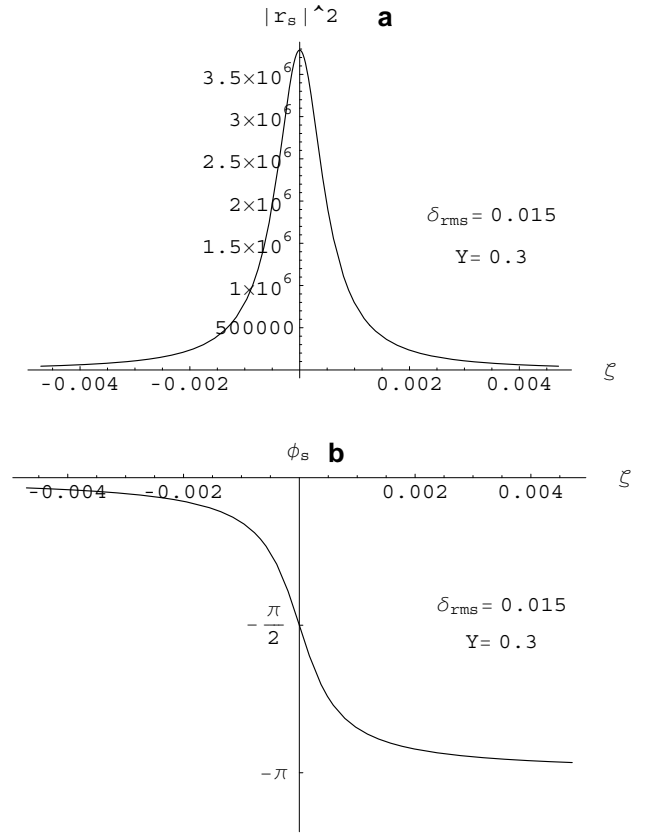 |r_s|^2 a
3.5×10^6
3×10^6
2.5×10^6
2×10^6
1.5×10^6
1×10^6
500000
δ_rms= 0.015
Y= 0.3
-0.004 -0.002 0.002 0.004 ζ
ϕ_s b
-0.004 -0.002 0.002 0.004 ζ
-π/2
-π
δ_rms= 0.015
Y= 0.3